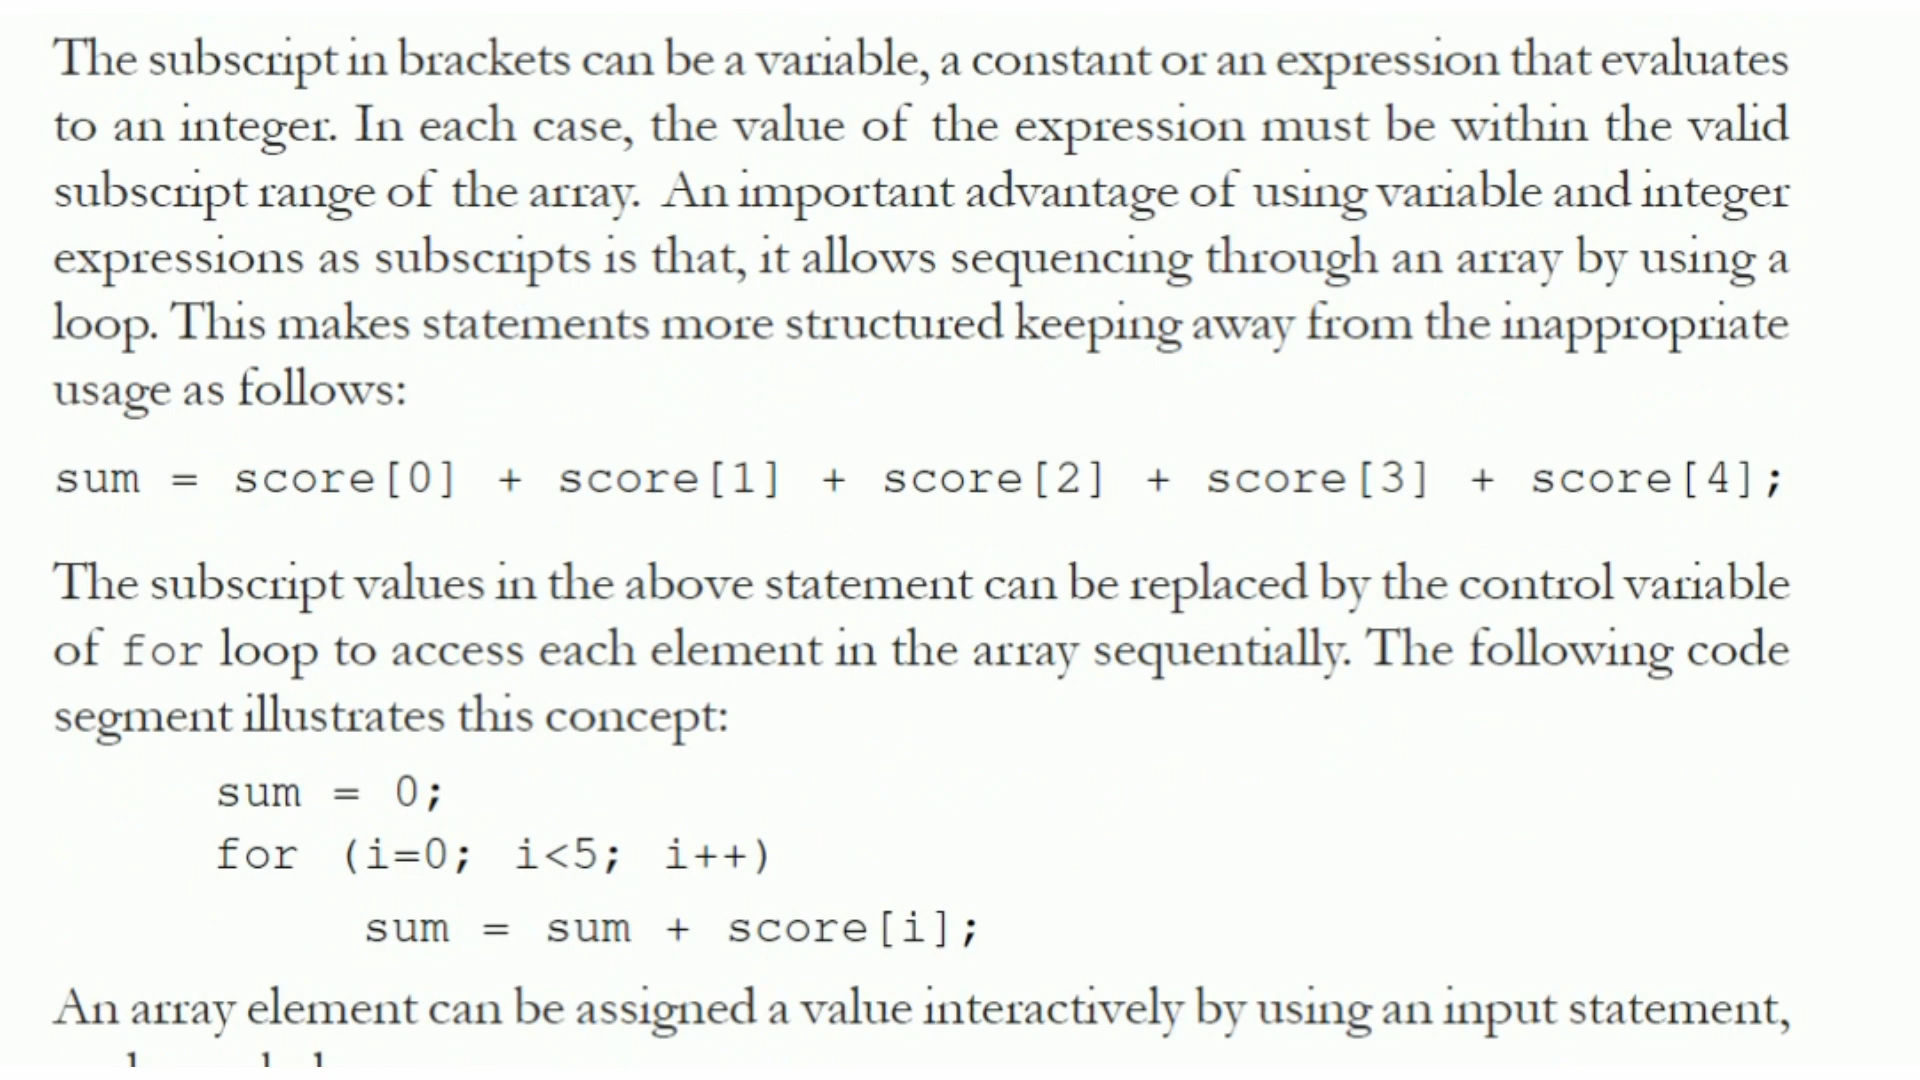 The subscript in brackets can be a variable, a constant or an expression that evaluates
to an integer. In each case, the value of the expression must be within the valid
subscript range of the array. An important advantage of using variable and integer
expressions as subscripts is that, it allows sequencing through an array by using a
loop. This makes statements more structured keeping away from the inappropriate
usage as follows:
sum = score[0] + score[1] + score[2] + score[3] + score[4];
The subscript values in the above statement can be replaced by the control variable
of for loop to access each element in the array sequentially. The following code
segment illustrates this concept:
sum = 0;
for (i=0; i<5; i++)
sum = sum + score[i];
An array element can be assigned a value interactively by using an input statement,